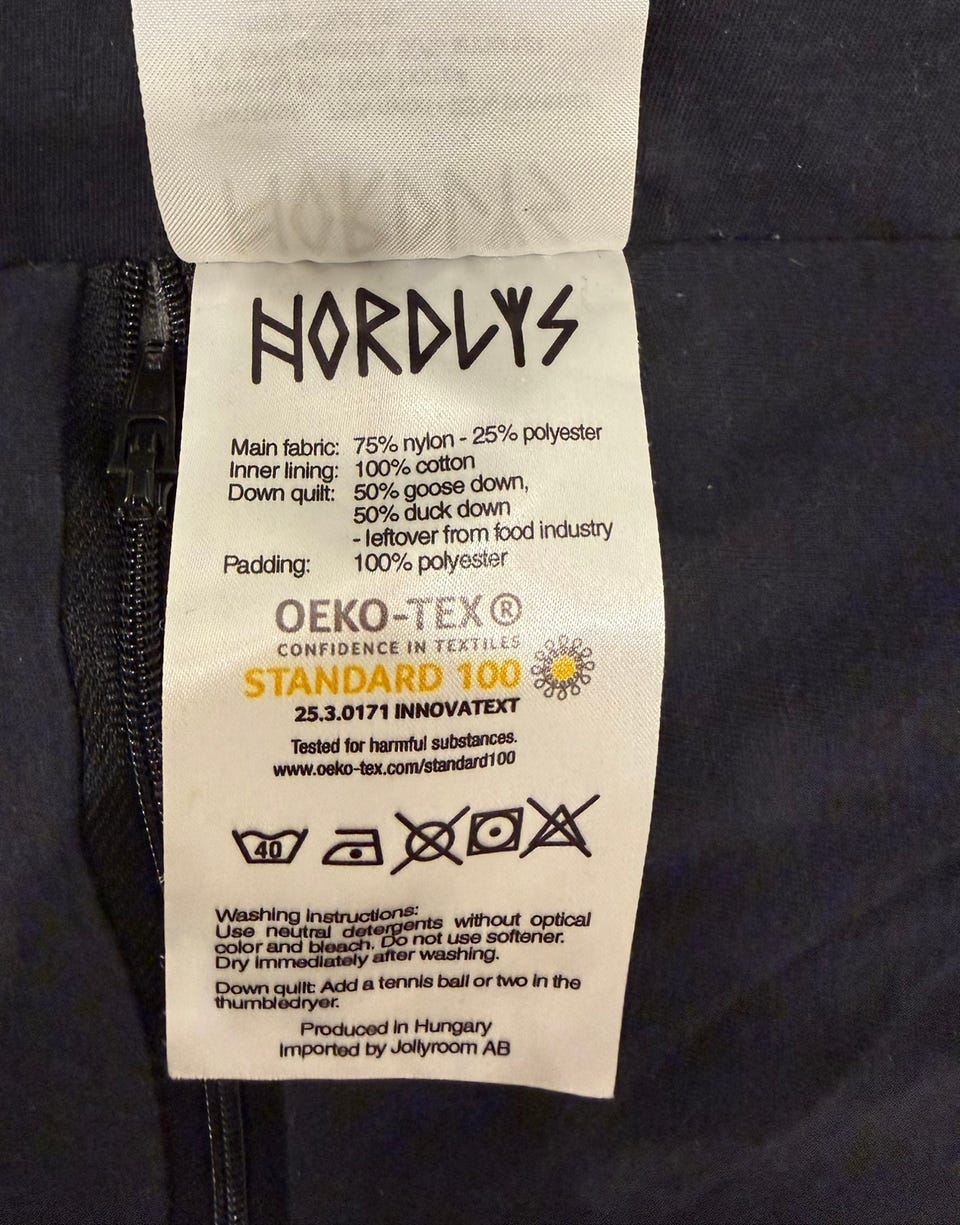 NORDLYS
Main fabric: 75% nylon - 25% polyester
Inner lining: 100% cotton
Down quilt: 50% goose down,
50% duck down
- leftover from food industry
Padding: 100% polyester
OEKO-TEX®
CONFIDENCE IN TEXTILES
STANDARD 100
25.3.0171 INNOVATEXT
Tested for harmful substances.
www.oeko-tex.com/standard100
40
Washing Instructions:
Use neutral detergents without optical
color and bleach. Do not use softener.
Dry immediately after washing.
Down quilt: Add a tennis ball or two in the
thumbledryer.
Produced in Hungary
Imported by Jollyroom AB